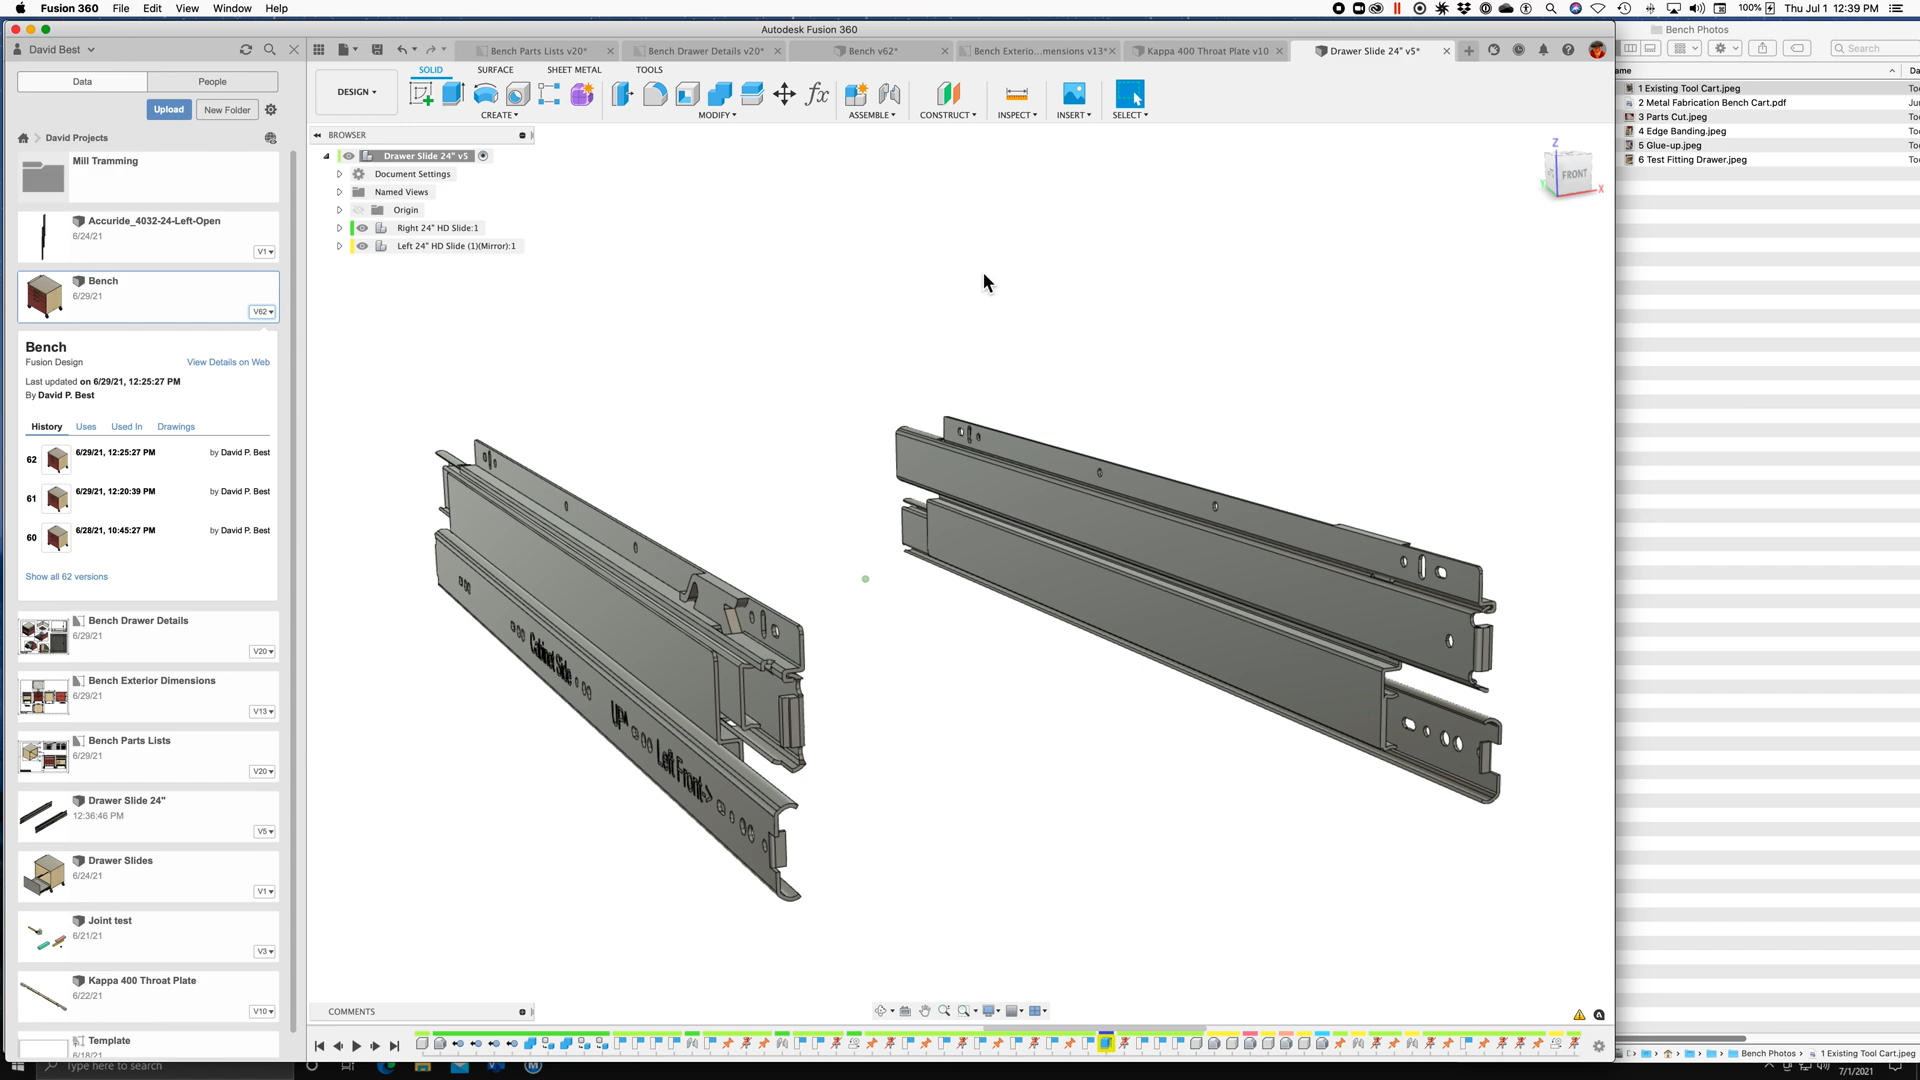 Fusion 360 File Edit View Window Help
100% Thu Jul 1 12:39 PM
Autodesk Fusion 360
Bench Photos
David Best
Bench Parts Lists v20*
Bench Drawer Details v20*
Bench v62*
Bench Exterio...mensions v13*
Kappa 400 Throat Plate v10
Drawer Slide 24" v5*
Search
Data People
SOLID SURFACE SHEET METAL TOOLS
DESIGN
CREATE MODIFY ASSEMBLE CONSTRUCT INSPECT INSERT SELECT
Upload New Folder
David Projects
BROWSER
Drawer Slide 24" v5
Document Settings
Named Views
Origin
Right 24" HD Slide:1
Left 24" HD Slide (1)(Mirror):1
Z
FRONT
X
1 Existing Tool Cart.jpeg
2 Metal Fabrication Bench Cart.pdf
3 Parts Cut.jpeg
4 Edge Banding.jpeg
5 Glue-up.jpeg
6 Test Fitting Drawer.jpeg
Mill Tramming
Accuride_4032-24-Left-Open
6/24/21
V1
Bench
6/29/21
V62
Bench
Fusion Design
View Details on Web
Last updated on 6/29/21, 12:25:27 PM
By David P. Best
History Uses Used In Drawings
62 6/29/21, 12:25:27 PM by David P. Best
61 6/29/21, 12:20:39 PM by David P. Best
60 6/28/21, 10:45:27 PM by David P. Best
Show all 62 versions
Bench Drawer Details
6/29/21
V20
Bench Exterior Dimensions
6/29/21
V13
Bench Parts Lists
6/29/21
V20
Drawer Slide 24"
12:36:46 PM
V5
Drawer Slides
6/24/21
V1
Joint test
6/21/21
V3
Kappa 400 Throat Plate
6/22/21
V10
Template
6/18/21
Cabinet Side
UP^
Left Front->
COMMENTS
Bench Photos 1 Existing Tool Cart.jpeg
Type here to search
7/1/2021